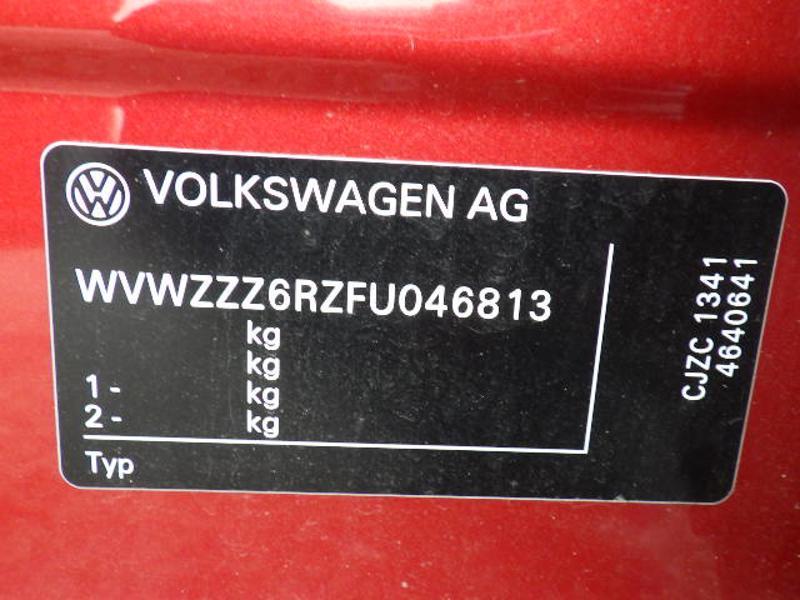 VOLKSWAGEN AG
WVWZZZ6RZFU046813
kg
kg
1- kg
2- kg
Typ
CJZC 1341
4640641